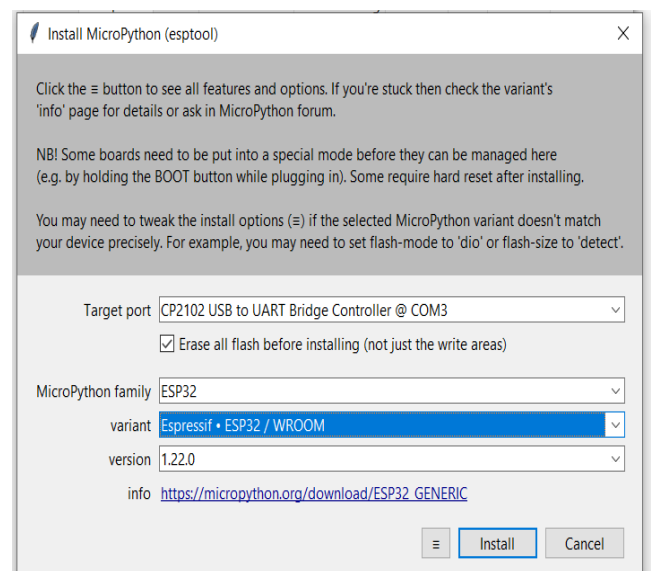 Install MicroPython (esptool)
Click the ≡ button to see all features and options. If you're stuck then check the variant's
'info' page for details or ask in MicroPython forum.
NB! Some boards need to be put into a special mode before they can be managed here
(e.g. by holding the BOOT button while plugging in). Some require hard reset after installing.
You may need to tweak the install options (≡) if the selected MicroPython variant doesn't match
your device precisely. For example, you may need to set flash-mode to 'dio' or flash-size to 'detect'.
Target port CP2102 USB to UART Bridge Controller @ COM3
Erase all flash before installing (not just the write areas)
MicroPython family ESP32
variant Espressif • ESP32 / WROOM
version 1.22.0
info https://micropython.org/download/ESP32_GENERIC
≡ Install Cancel